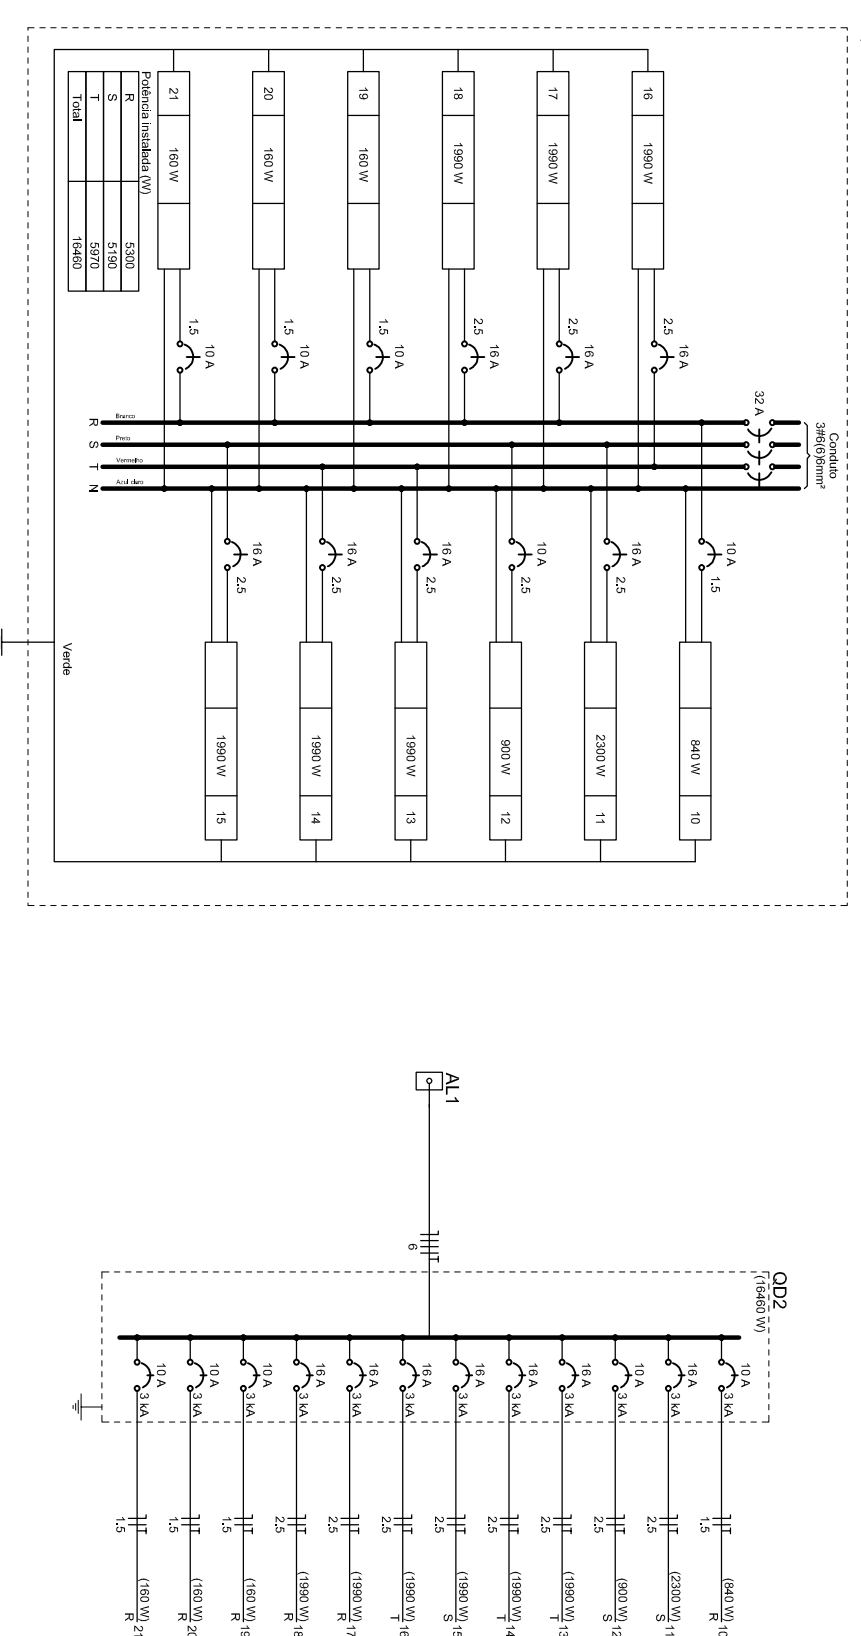 Conduto
3#6(6)6mm²
32 A
16
1990 W
2.5
16 A
17
1990 W
2.5
16 A
18
1990 W
2.5
16 A
19
160 W
1.5
10 A
20
160 W
1.5
10 A
21
160 W
1.5
10 A
Potência instalada (W)
R 5300
S 5190
T 5970
Total 16460
R Branco
S Preto
T Vermelho
N Azul claro
10 A
1.5
840 W
10
16 A
2.5
2300 W
11
10 A
2.5
900 W
12
16 A
2.5
1990 W
13
16 A
2.5
1990 W
14
16 A
2.5
1990 W
15
Verde
AL1
6
QD2
(16460 W)
10 A 3 kA 1.5 (840 W) R 10
16 A 3 kA 2.5 (2300 W) S 11
10 A 3 kA 2.5 (900 W) S 12
16 A 3 kA 2.5 (1990 W) T 13
16 A 3 kA 2.5 (1990 W) T 14
16 A 3 kA 2.5 (1990 W) S 15
16 A 3 kA 2.5 (1990 W) T 16
16 A 3 kA 2.5 (1990 W) R 17
16 A 3 kA 2.5 (1990 W) R 18
10 A 3 kA 1.5 (160 W) R 19
10 A 3 kA 1.5 (160 W) R 20
10 A 3 kA 1.5 (160 W) R 21